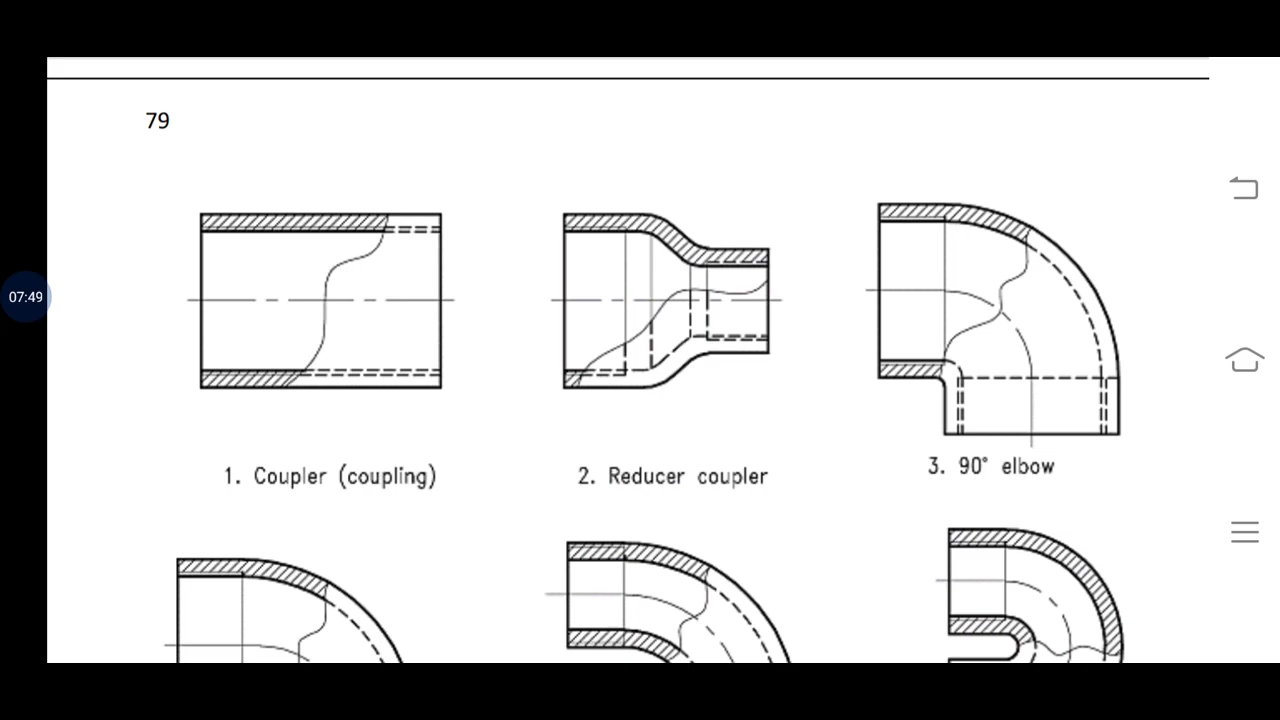 79
07:49
1. Coupler (coupling)
2. Reducer coupler
3. 90° elbow